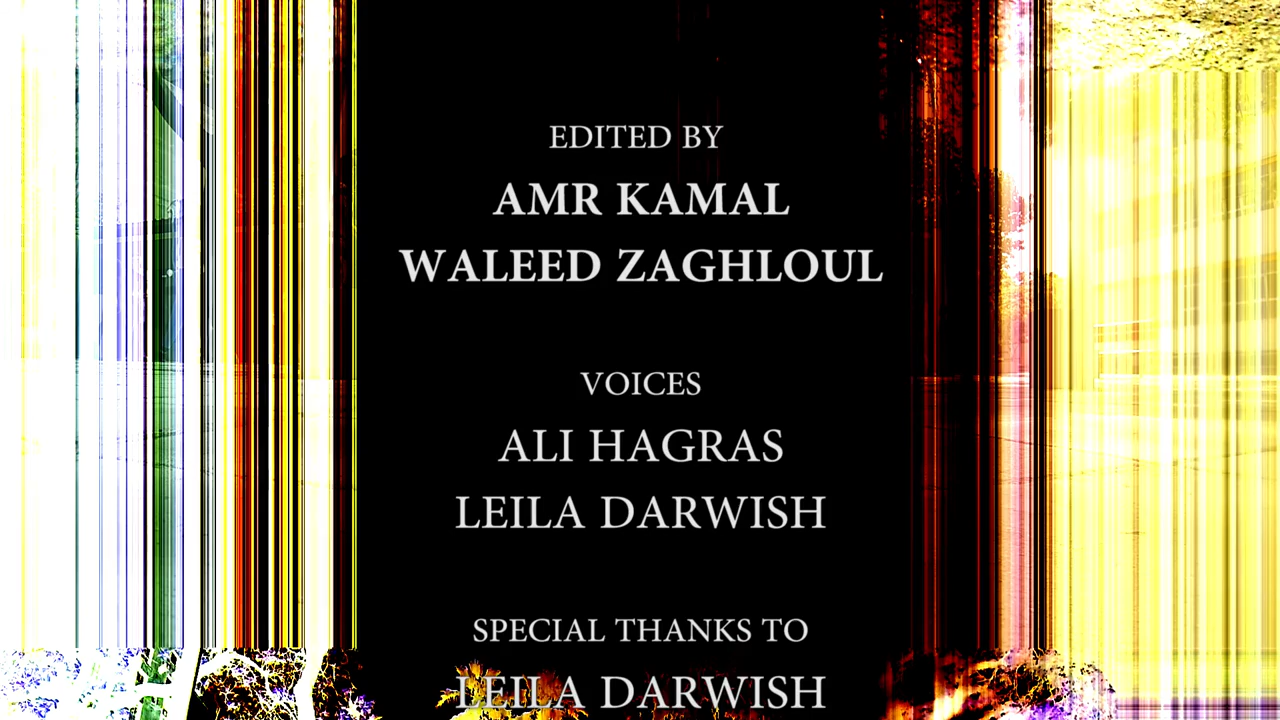 EDITED BY
AMR KAMAL
WALEED ZAGHLOUL
VOICES
ALI HAGRAS
LEILA DARWISH
SPECIAL THANKS TO
LEILA DARWISH